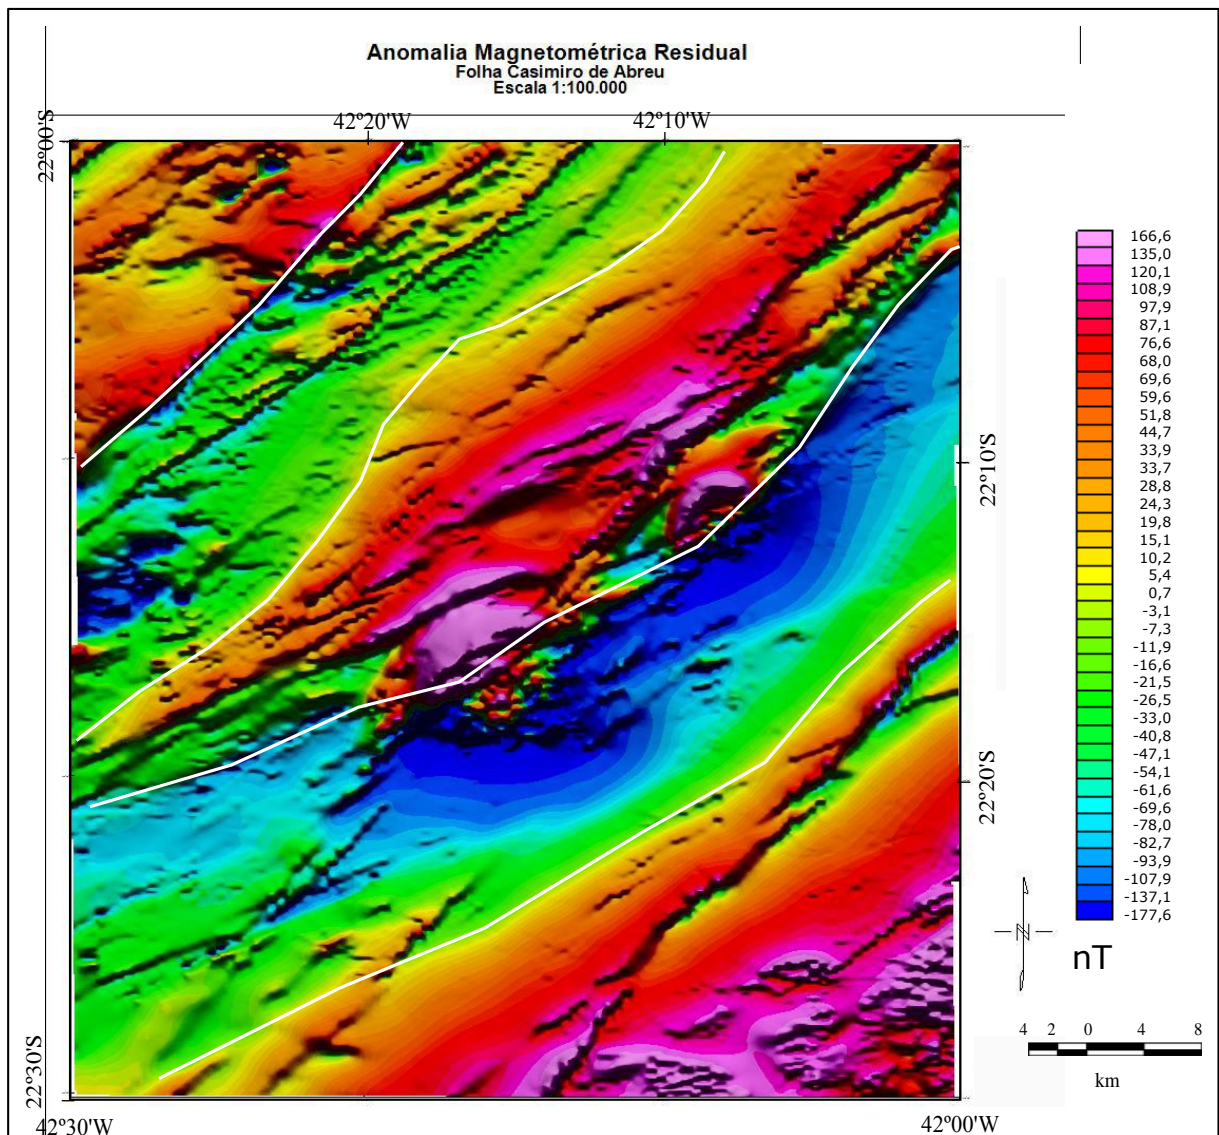 Anomalia Magnetométrica Residual
Folha Casimiro de Abreu
Escala 1:100.000
42º20'W
42º10'W
22º0'S
22º10'S
22º20'S
22º30'S
42º30'W
42º00'W
166,6
135,0
120,1
108,9
97,9
87,1
76,6
68,0
69,6
59,6
51,8
44,7
33,9
33,7
28,8
24,3
19,8
15,1
10,2
5,4
0,7
-3,1
-7,3
-11,9
-16,6
-21,5
-26,5
-33,0
-40,8
-47,1
-54,1
-61,6
-69,6
-78,0
-82,7
-93,9
-107,9
-137,1
-177,6
N
nT
4 2 0 4 8
km